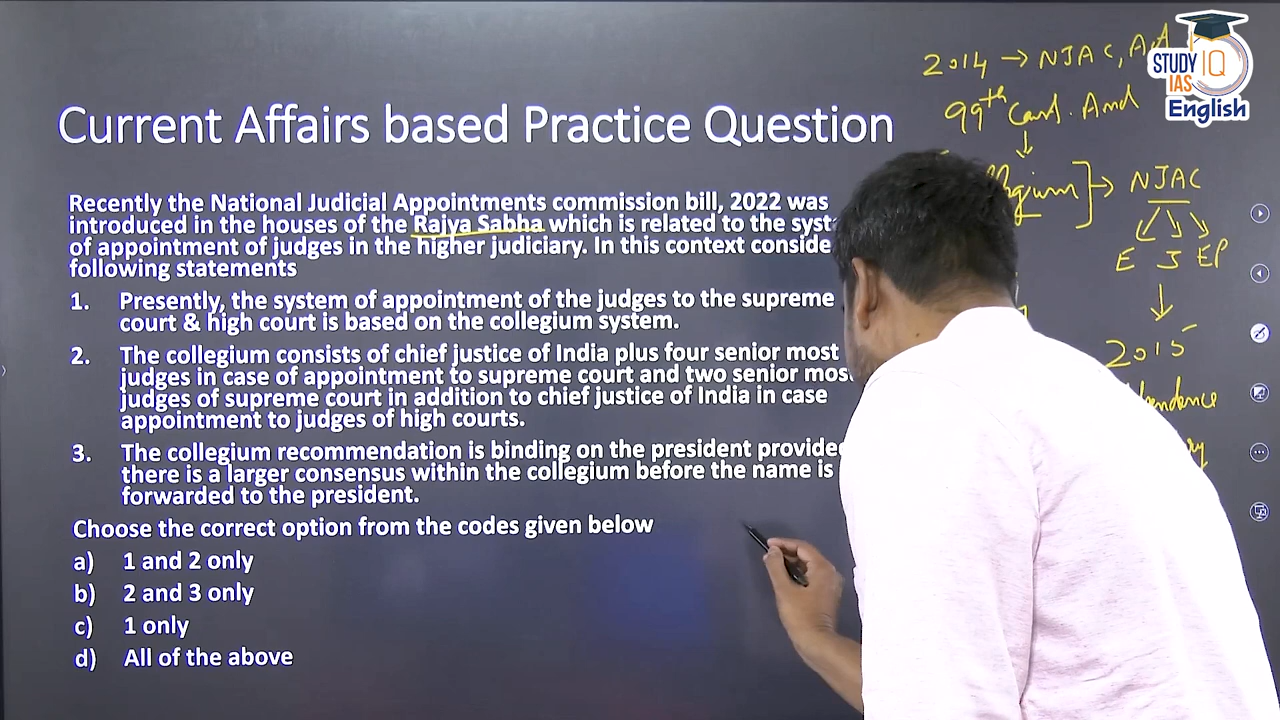 Current Affairs based Practice Question
Recently the National Judicial Appointments commission bill, 2022 was
introduced in the houses of the Rajya Sabha which is related to the
of appointment of judges in the higher judiciary. In this context
following statements
1. Presently, the system of appointment of the judges to the supreme
court & high court is based on the collegium system.
2. The collegium consists of chief justice of India plus four senior most
judges in case of appointment to supreme court and two senior most
judges of supreme court in addition to chief justice of India in case
appointment to judges of high courts.
3. The collegium recommendation is binding on the president
there is a larger consensus within the collegium before the name is
forwarded to the president.
Choose the correct option from the codes given below
a) 1 and 2 only
b) 2 and 3 only
c) 1 only
d) All of the above
2014 → NJAC,
99th Const. Amd
↓
] → NJAC
E J EP
↓
2015
STUDY IQ
IAS
English